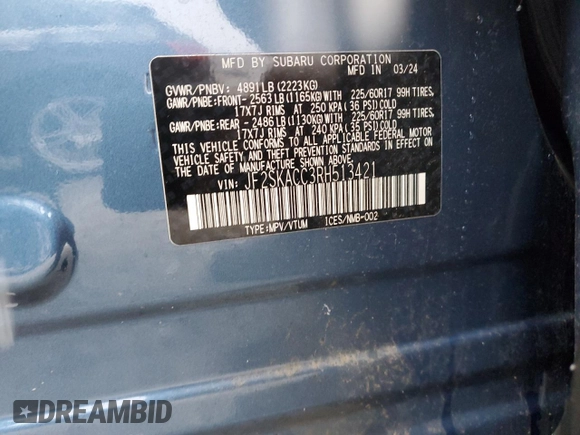 MFD BY SUBARU CORPORATION
MFD IN 03/24
GVWR/PNBV: 4891LB(2223KG)
GAWR/PNBE:FRONT- 2563LB(1165KG)WITH 225/60R17 99H TIRES,
17X7J RIMS AT 250 KPA(36 PSI)COLD
GAWR/PNBE:REAR -2486LB(1130KG)WITH 225/60R17 99H TIRES,
17X7J RIMS AT 240 KPA(35 PSI)COLD
THIS VEHICLE CONFORMS TO ALL APPLICABLE FEDERAL MOTOR
VEHICLE SAFETY AND THEFT PREVENTION STANDARDS IN EFFECT ON
THE DATE OF MANUFACTURE SHOWN ABOVE.
VIN: JF2SKACC3RH513421
TYPE:MPV/VTUM ICES/NMB-002
DREAMBID